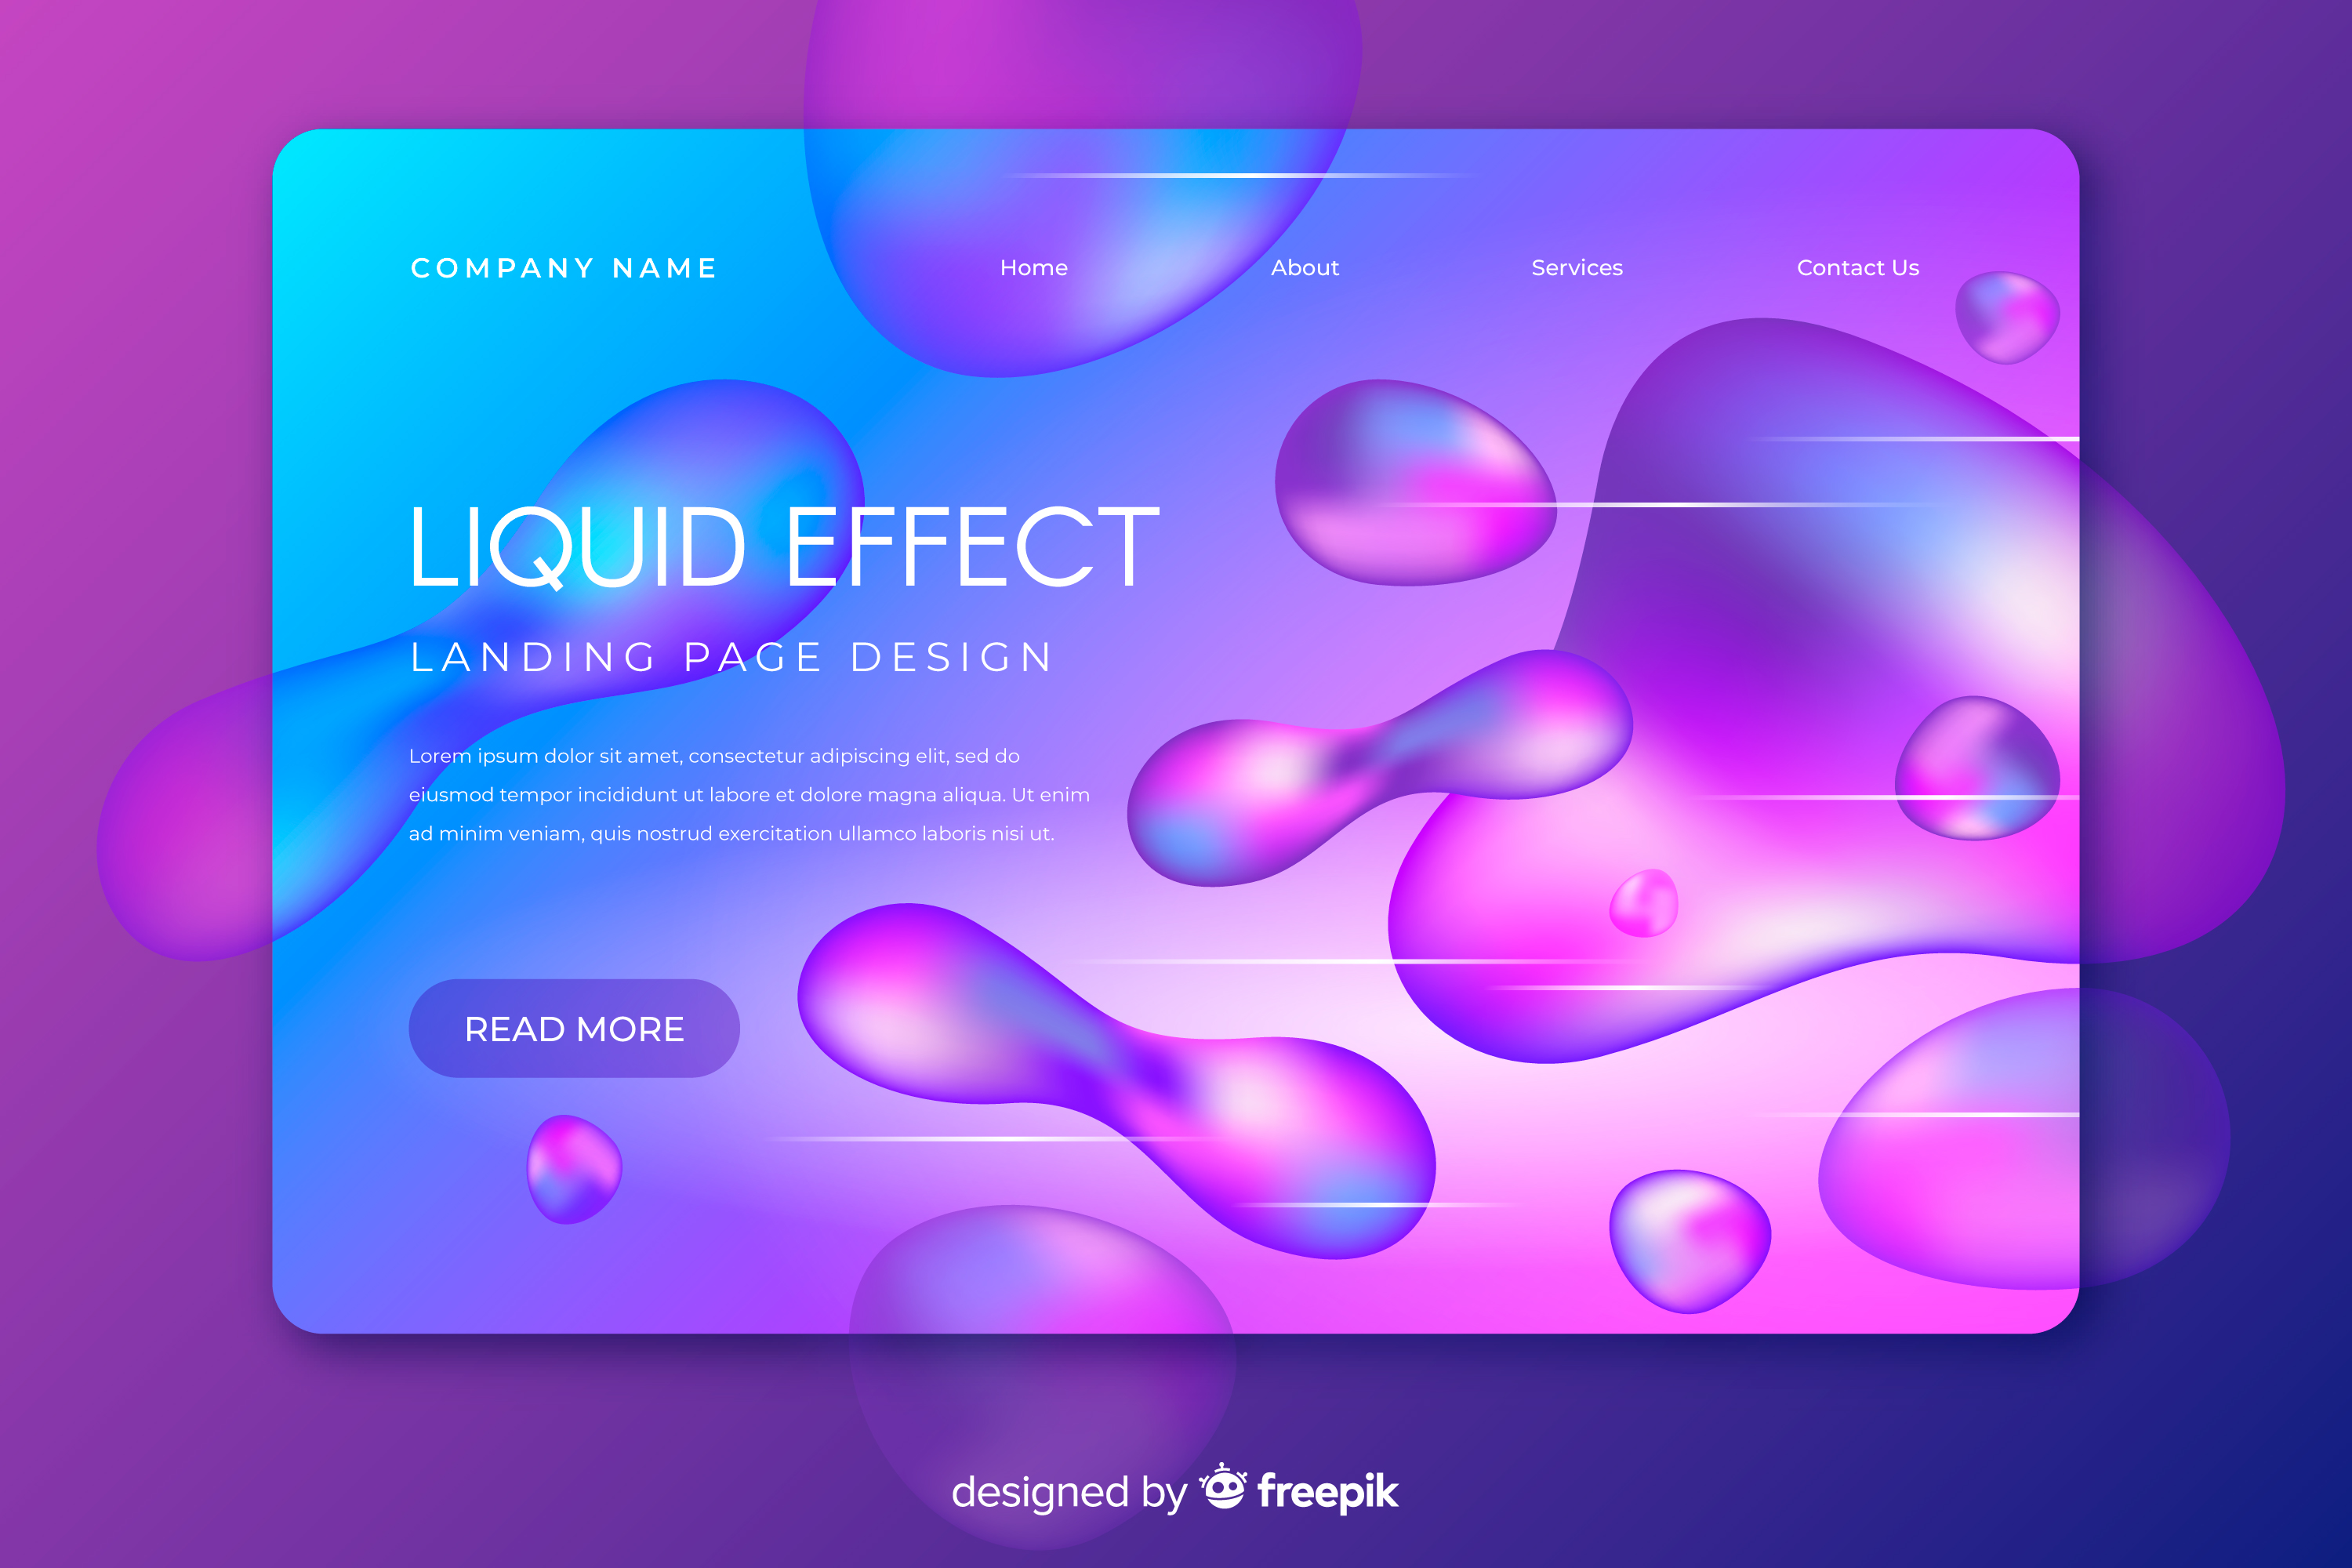 COMPANY NAME
Home
About
Services
Contact Us
LIQUID EFFECT
LANDING PAGE DESIGN
Lorem ipsum dolor sit amet, consectetur adipiscing elit, sed do
eiusmod tempor incididunt ut labore et dolore magna aliqua. Ut enim
ad minim veniam, quis nostrud exercitation ullamco laboris nisi ut.
READ MORE
designed by freepik